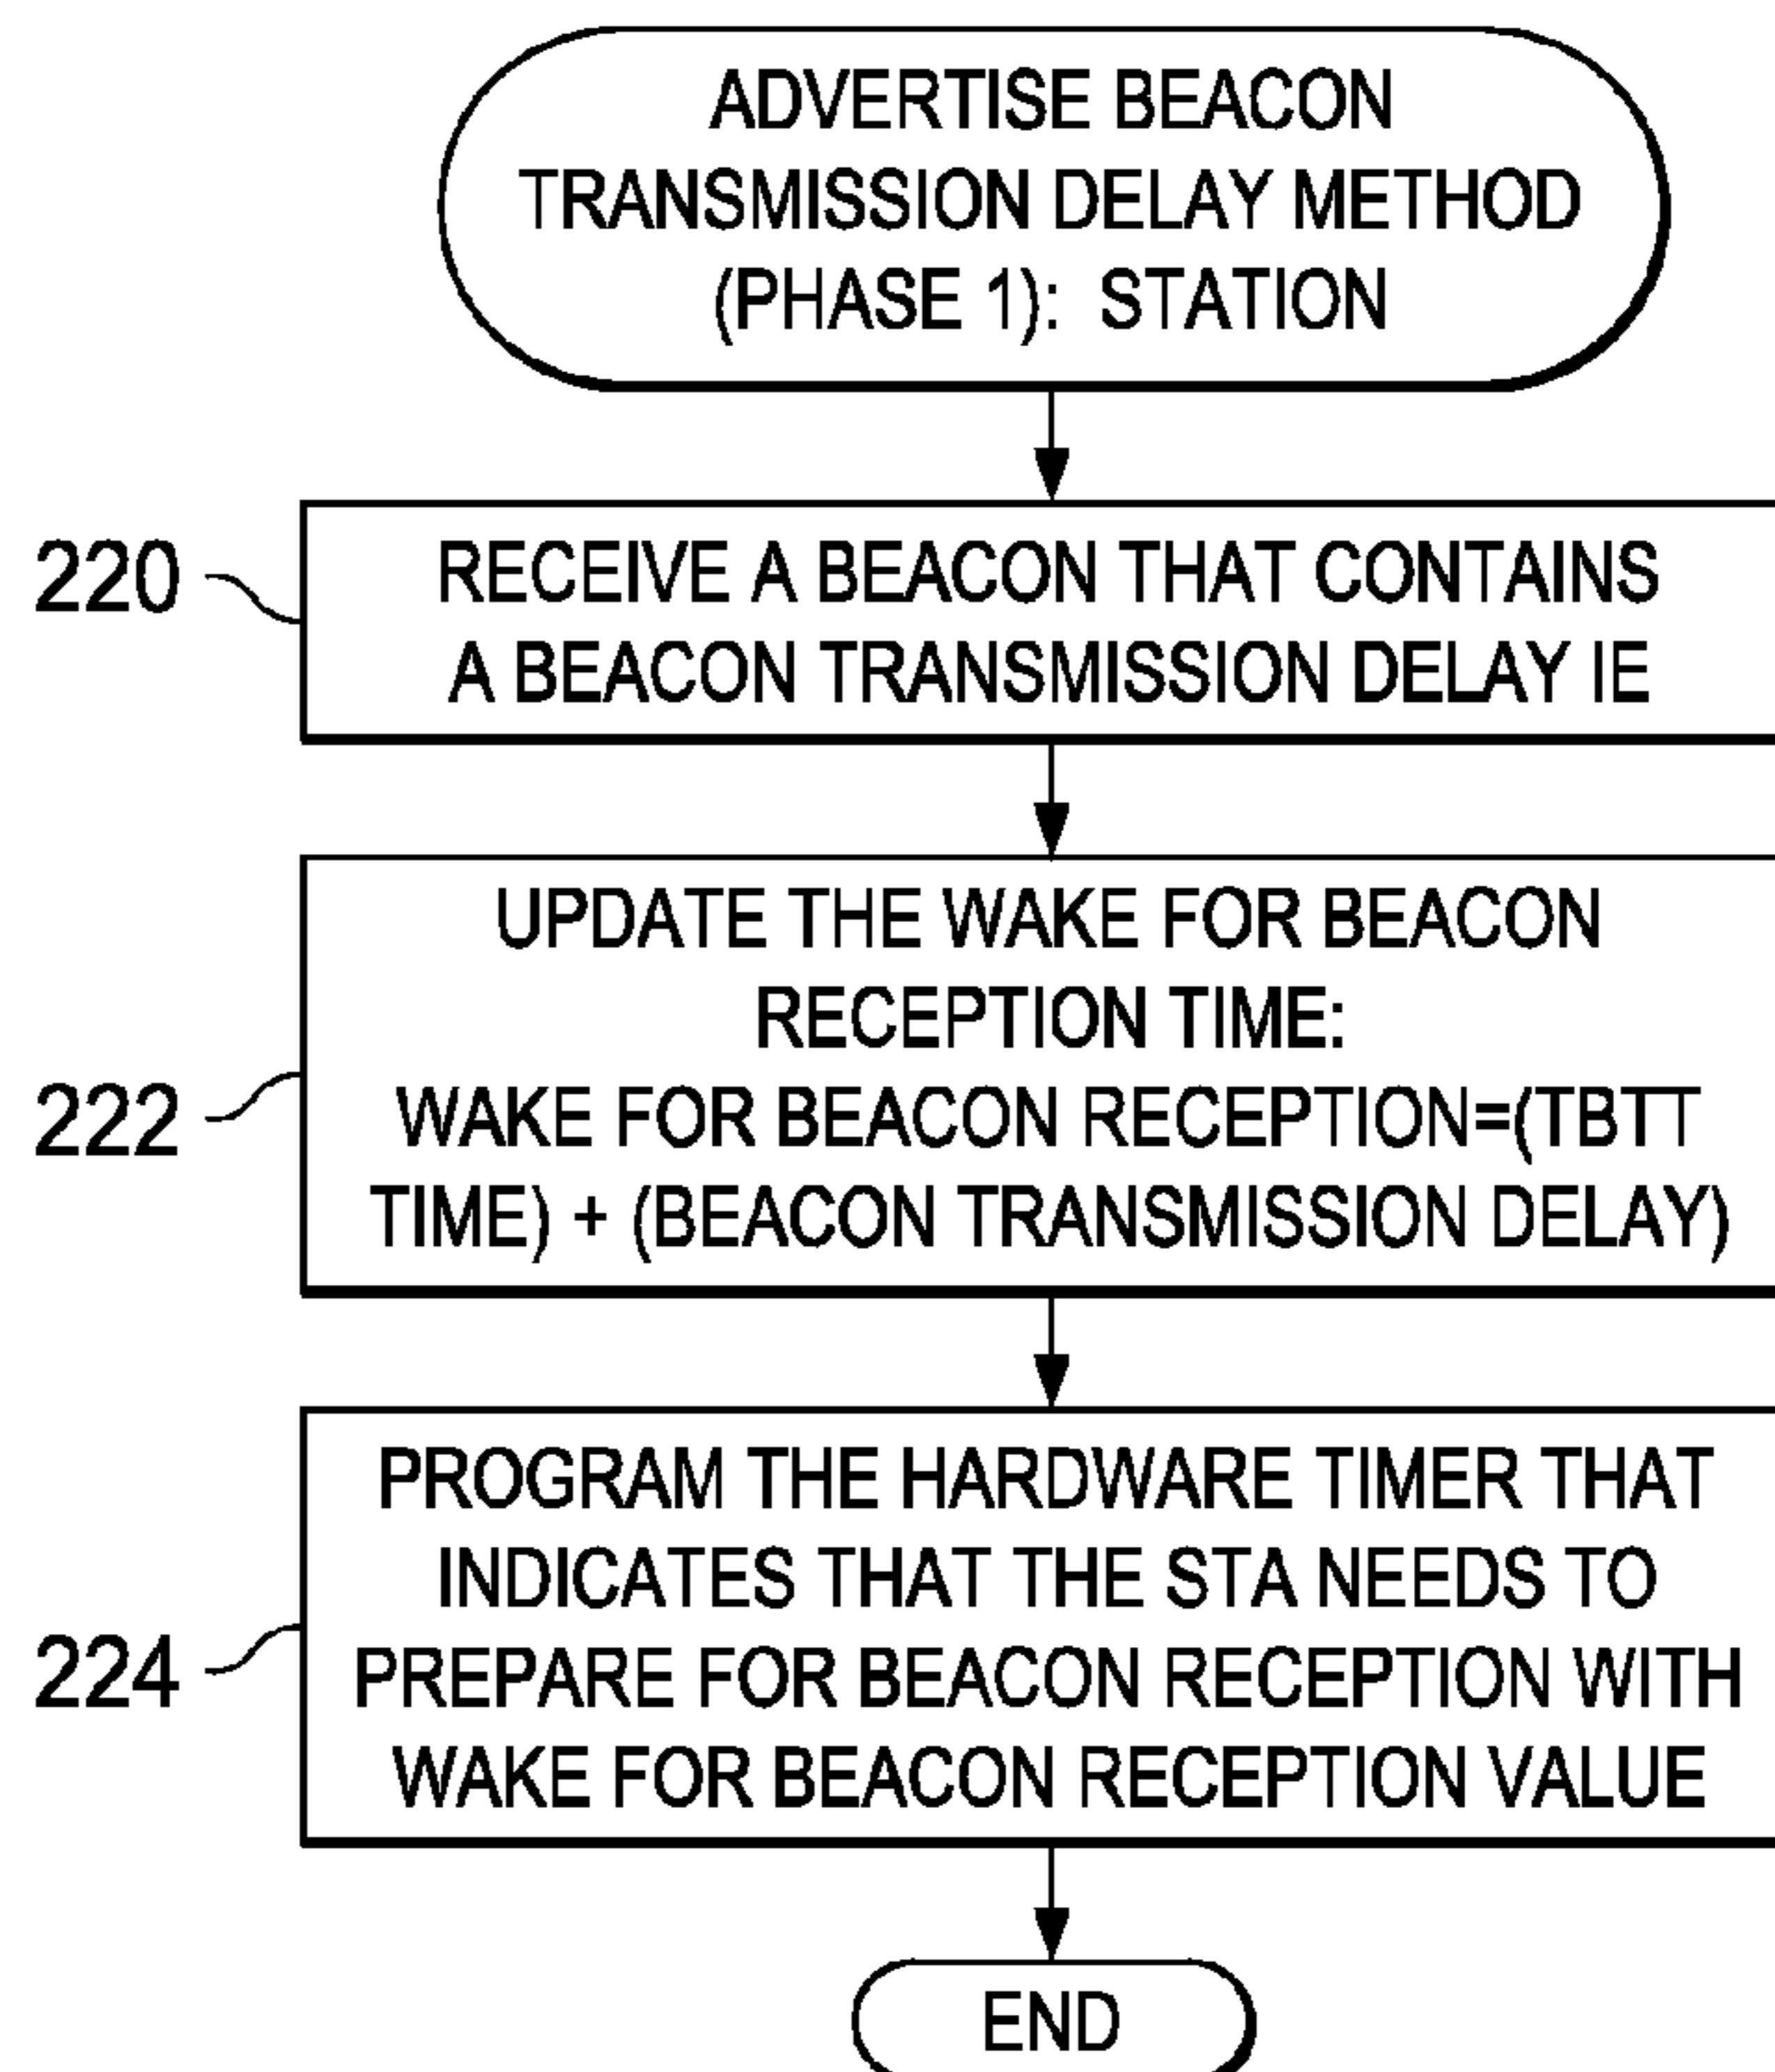 ADVERTISE BEACON
TRANSMISSION DELAY METHOD
(PHASE 1): STATION
220
RECEIVE A BEACON THAT CONTAINS
A BEACON TRANSMISSION DELAY IE
222
UPDATE THE WAKE FOR BEACON
RECEPTION TIME:
WAKE FOR BEACON RECEPTION=(TBTT
TIME) + (BEACON TRANSMISSION DELAY)
224
PROGRAM THE HARDWARE TIMER THAT
INDICATES THAT THE STA NEEDS TO
PREPARE FOR BEACON RECEPTION WITH
WAKE FOR BEACON RECEPTION VALUE
END